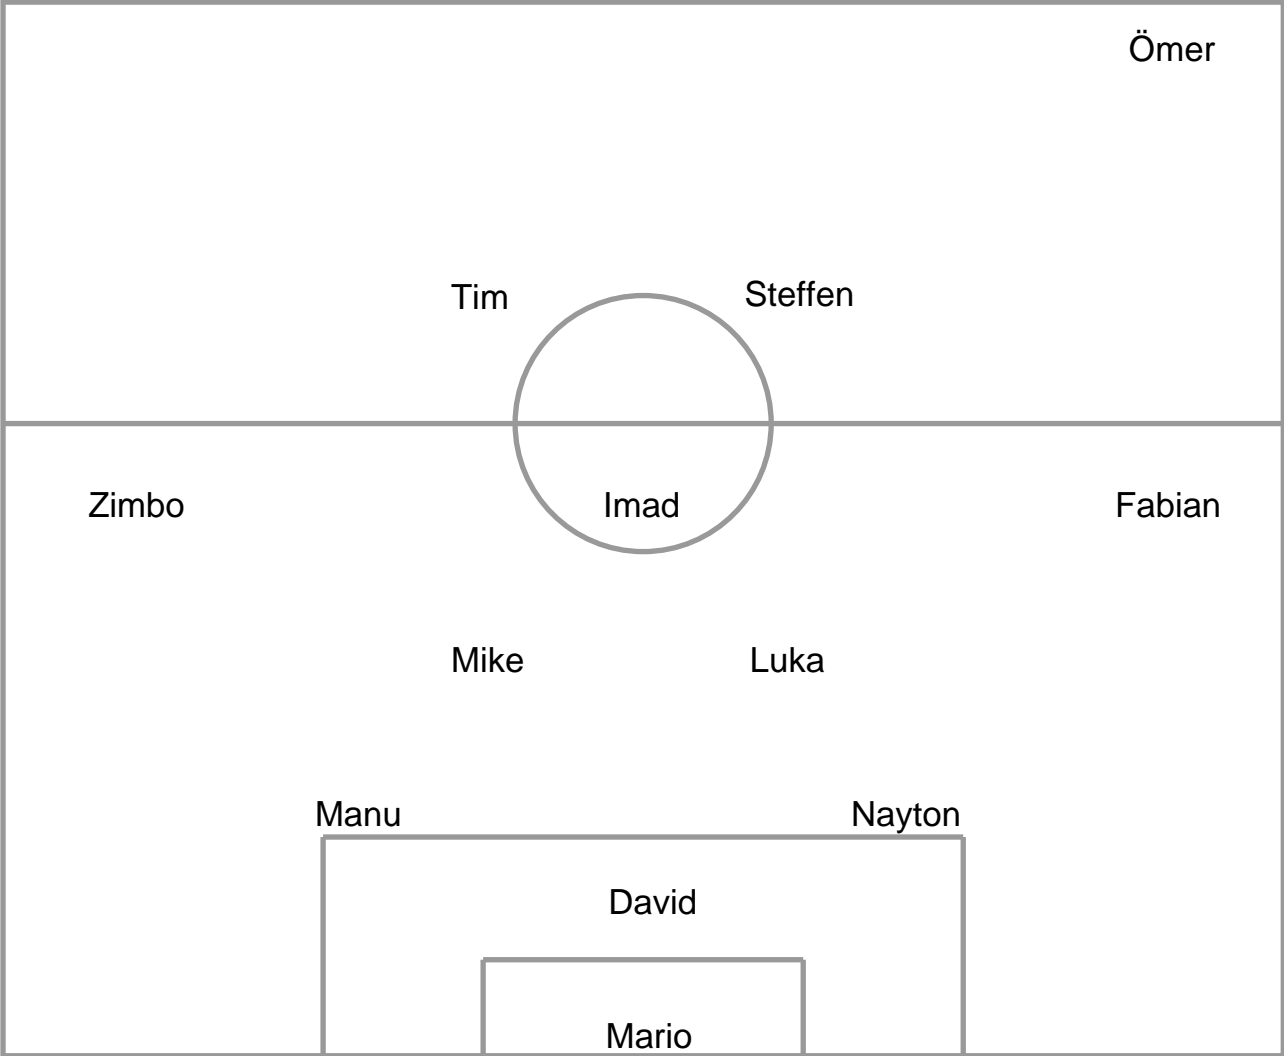 Ömer
Tim Steffen
Zimbo Imad Fabian
Mike Luka
Manu Nayton
David
Mario